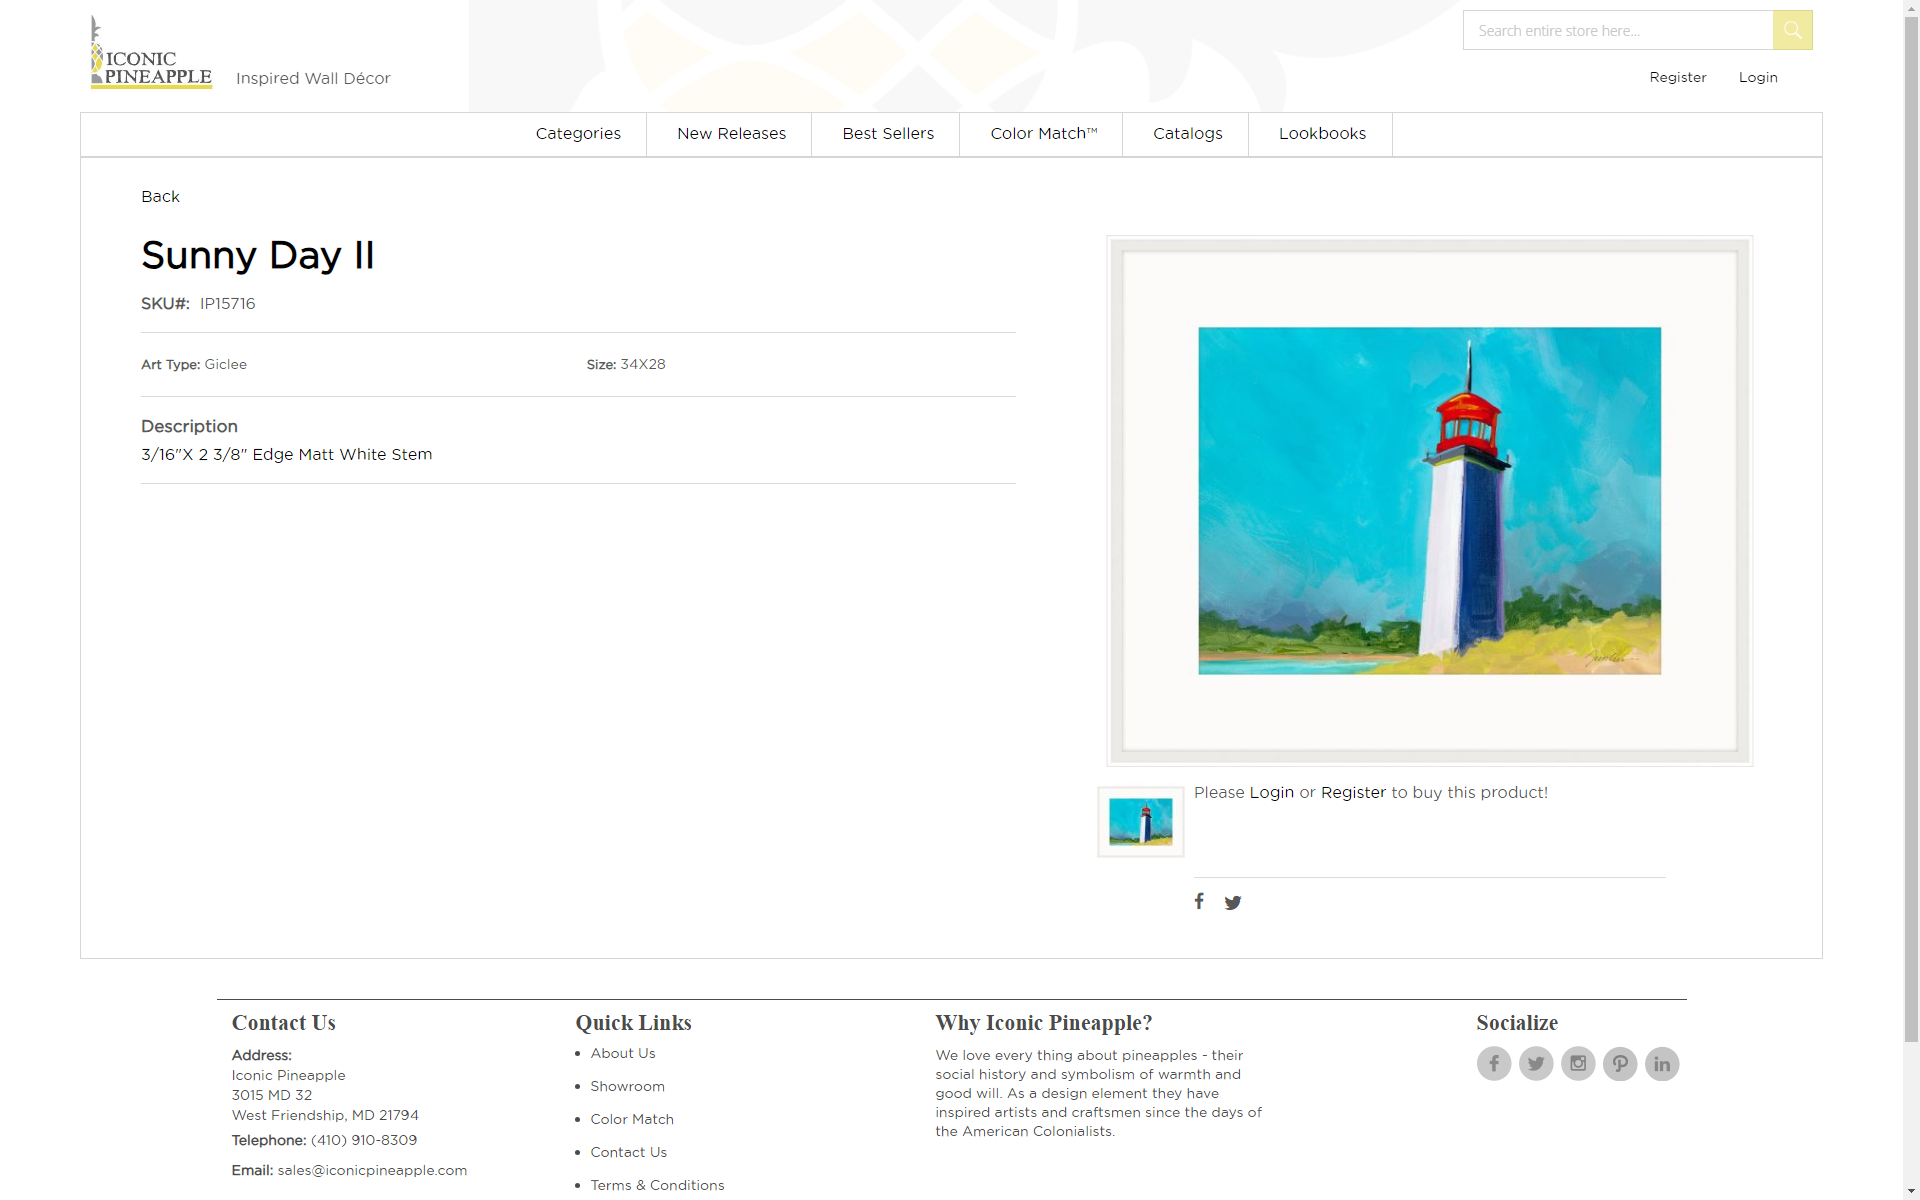 ICONIC
PINEAPPLE
Inspired Wall Décor
Search entire store here...
Register
Login
Categories
New Releases
Best Sellers
Color Match™
Catalogs
Lookbooks
Back
Sunny Day II
SKU#: IP15716
Art Type: Giclee
Size: 34X28
Description
3/16"X 2 3/8" Edge Matt White Stem
Please Login or Register to buy this product!
Contact Us
Address:
Iconic Pineapple
3015 MD 32
West Friendship, MD 21794
Telephone: (410) 910-8309
Email: sales@iconicpineapple.com
Quick Links
About Us
Showroom
Color Match
Contact Us
Terms & Conditions
Why Iconic Pineapple?
We love every thing about pineapples - their
social history and symbolism of warmth and
good will. As a design element they have
inspired artists and craftsmen since the days of
the American Colonialists.
Socialize